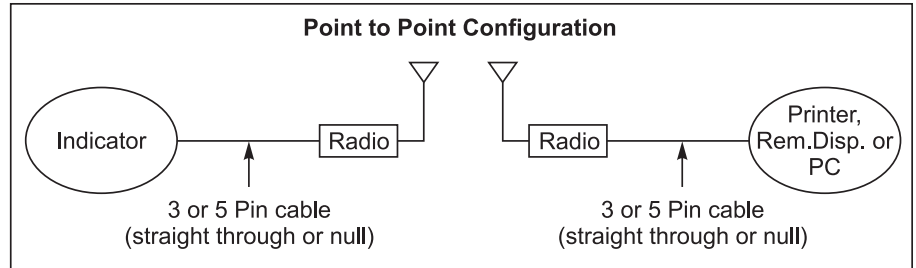 Point to Point Configuration
Indicator
Radio
Radio
Printer,
Rem.Disp. or
PC
3 or 5 Pin cable
(straight through or null)
3 or 5 Pin cable
(straight through or null)